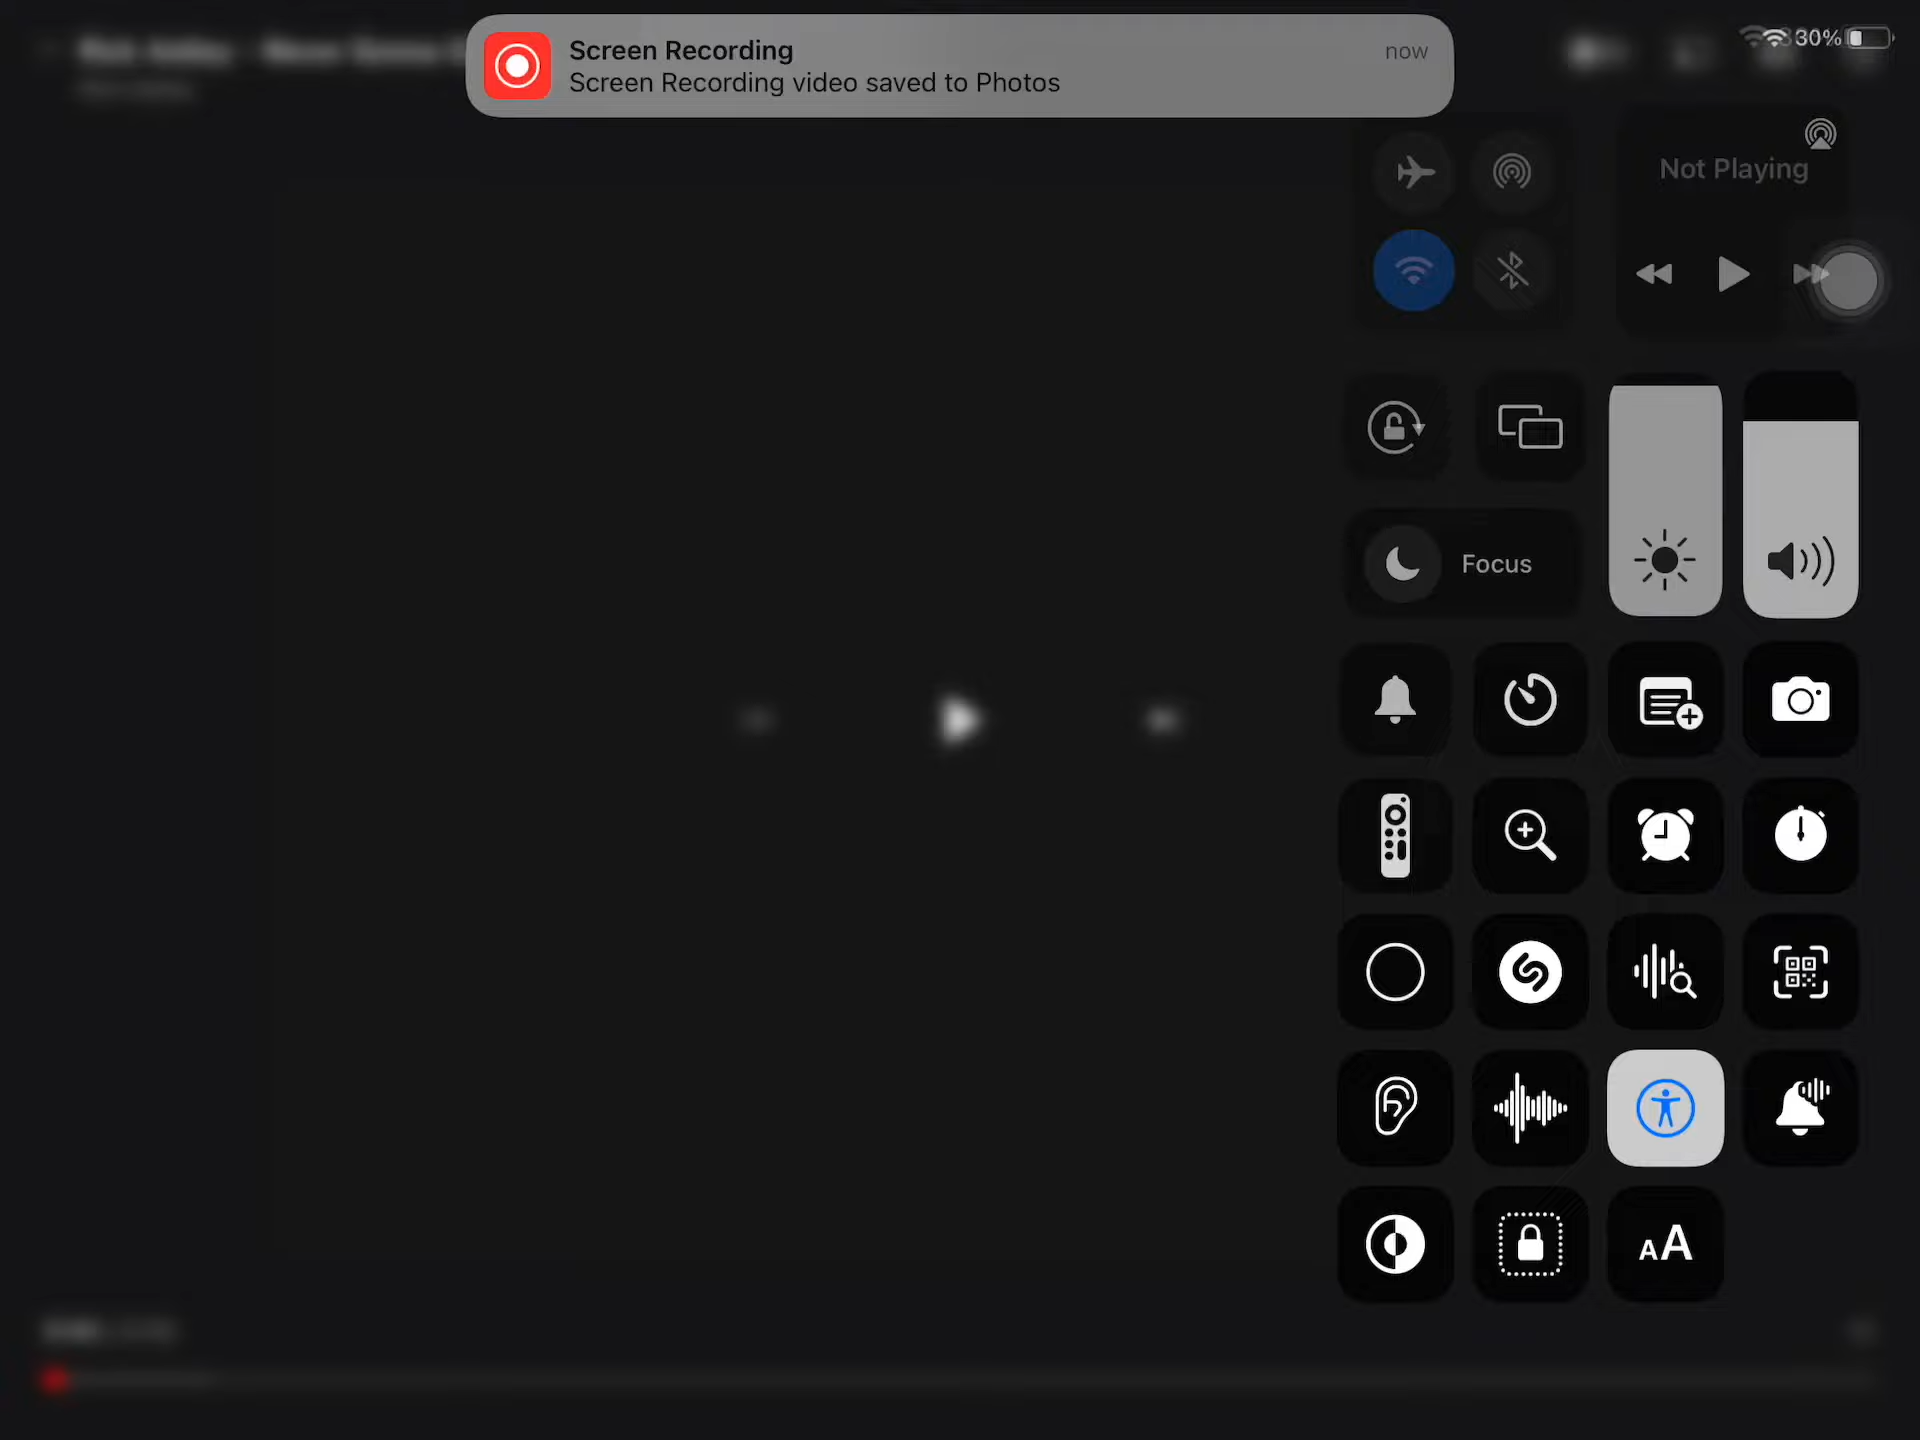 Screen Recording
now
Screen Recording video saved to Photos
30%
Not Playing
Focus
AA